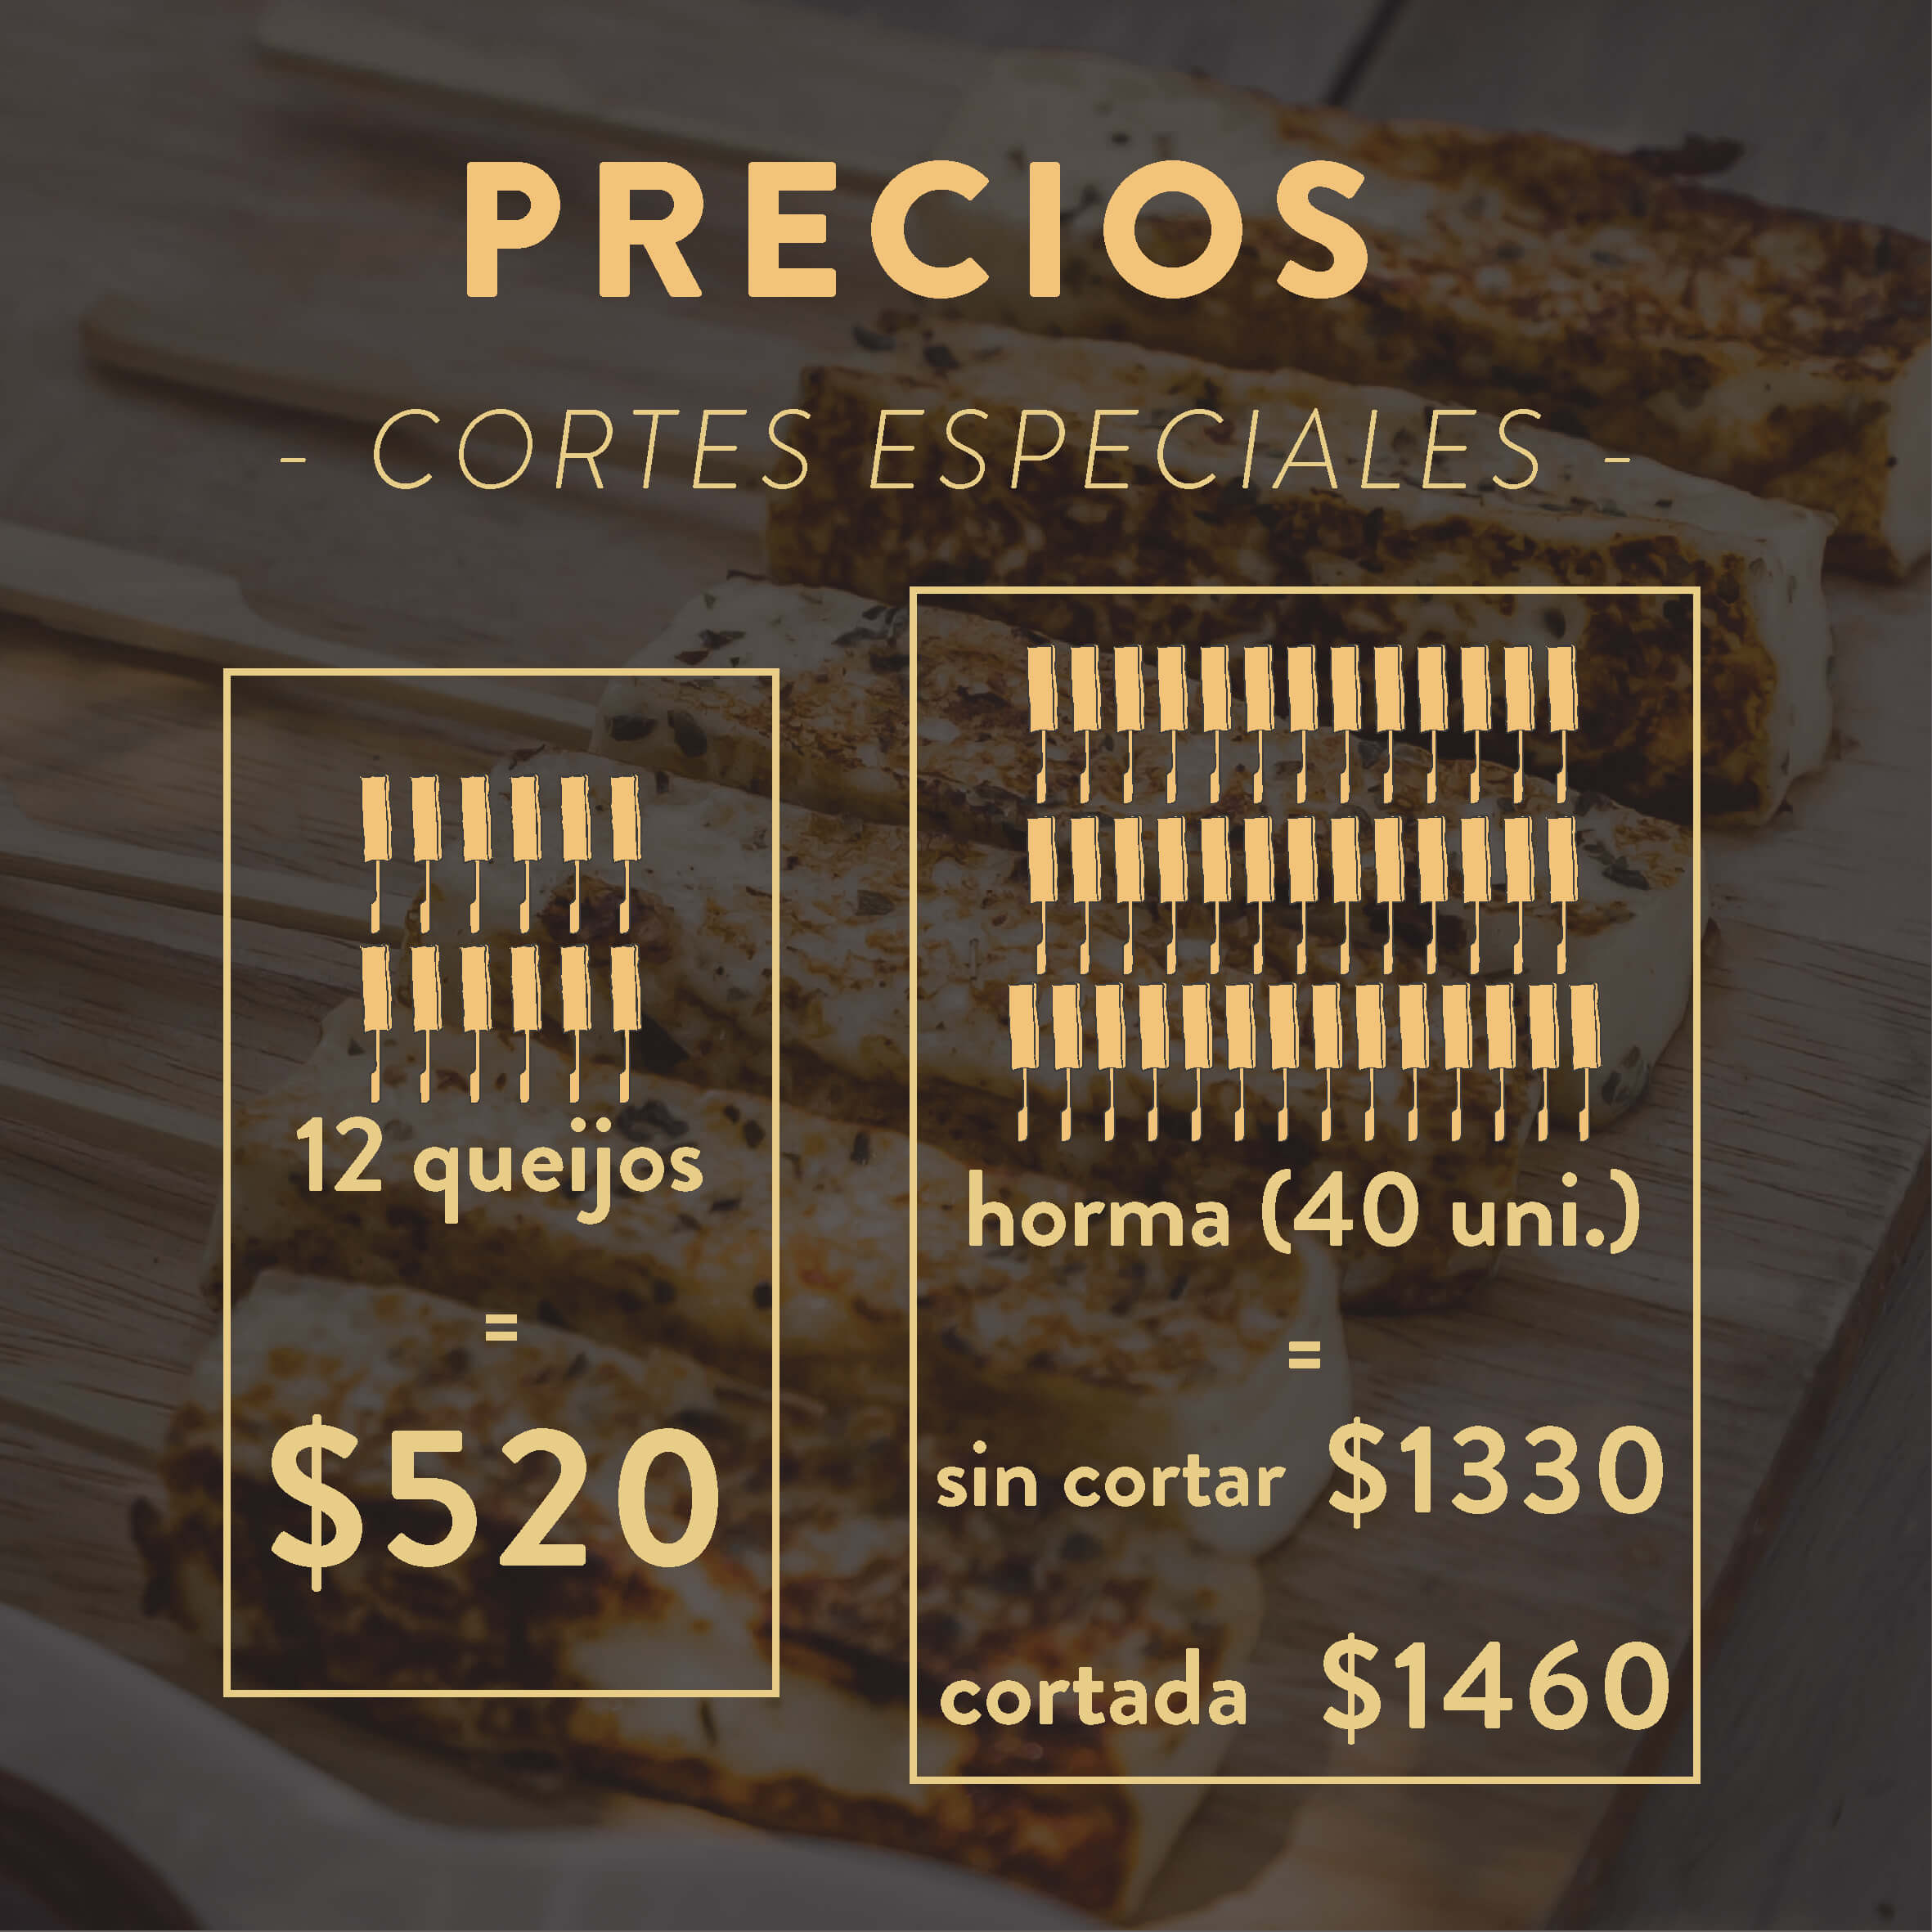 PRECIOS
- CORTES ESPECIALES -
12 queijos
=
$520
horma (40 uni.)
=
sin cortar $1330
cortada $1460